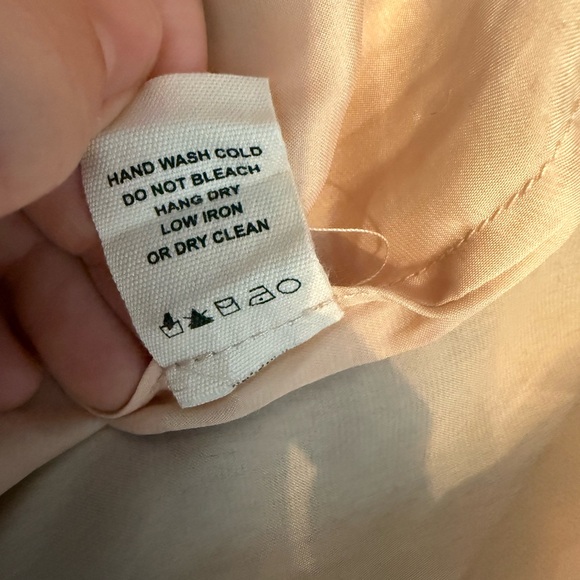 HAND WASH COLD
DO NOT BLEACH
HANG DRY
LOW IRON
OR DRY CLEAN